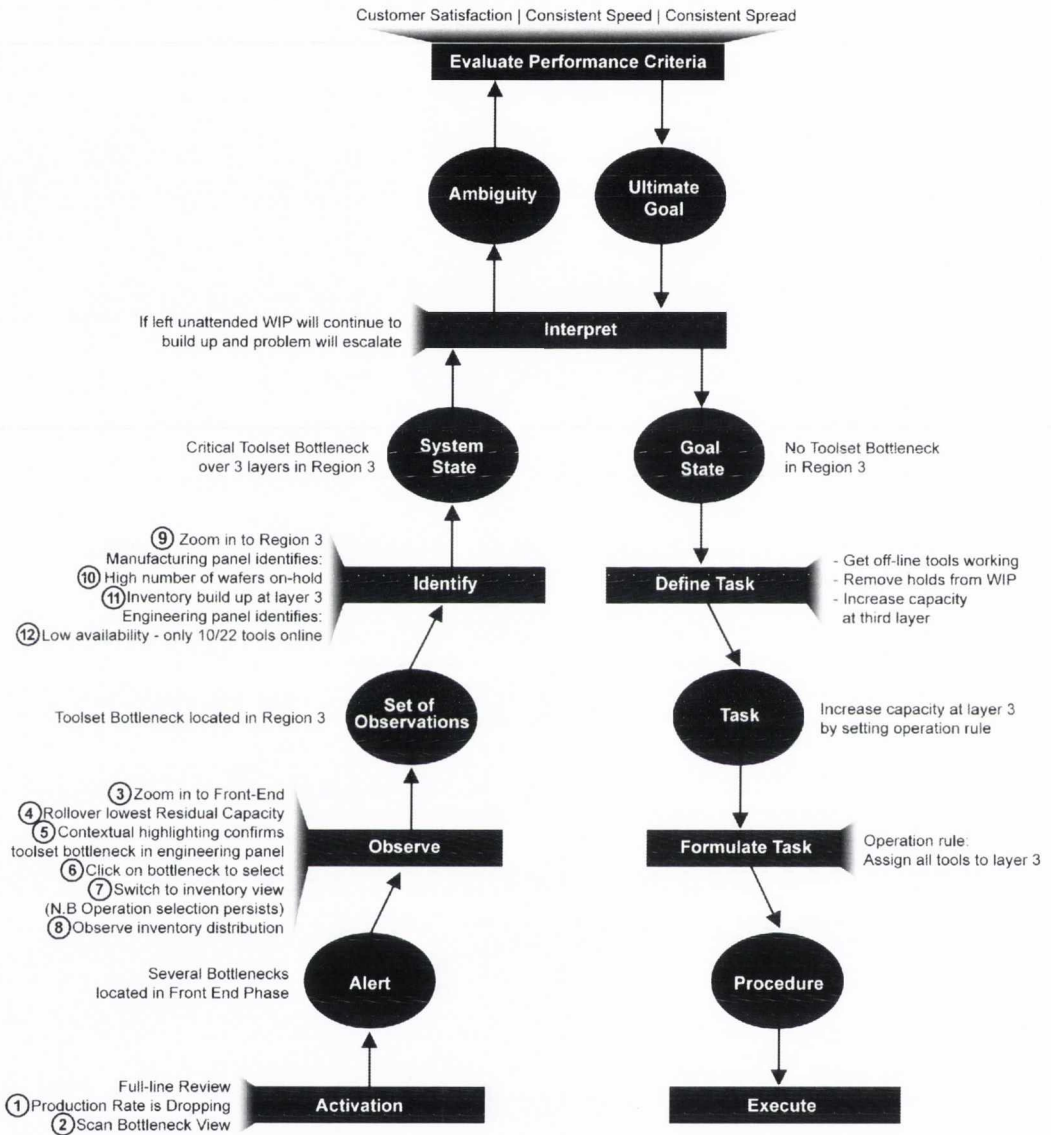 Customer Satisfaction | Consistent Speed | Consistent Spread
Evaluate Performance Criteria
Ambiguity
Ultimate
Goal
If left unattended WIP will continue to
build up and problem will escalate
Interpret
Critical Toolset Bottleneck
over 3 layers in Region 3
System
State
Goal
State
No Toolset Bottleneck
in Region 3
9 Zoom in to Region 3
Manufacturing panel identifies:
10 High number of wafers on-hold
11 Inventory build up at layer 3
Engineering panel identifies:
12 Low availability - only 10/22 tools online
Identify
Define Task
- Get off-line tools working
- Remove holds from WIP
- Increase capacity
at third layer
Toolset Bottleneck located in Region 3
Set of
Observations
Task
Increase capacity at layer 3
by setting operation rule
3 Zoom in to Front-End
4 Rollover lowest Residual Capacity
5 Contextual highlighting confirms
toolset bottleneck in engineering panel
6 Click on bottleneck to select
7 Switch to inventory view
(N.B Operation selection persists)
8 Observe inventory distribution
Observe
Formulate Task
Operation rule:
Assign all tools to layer 3
Several Bottlenecks
located in Front End Phase
Alert
Procedure
Full-line Review
1 Production Rate is Dropping
2 Scan Bottleneck View
Activation
Execute